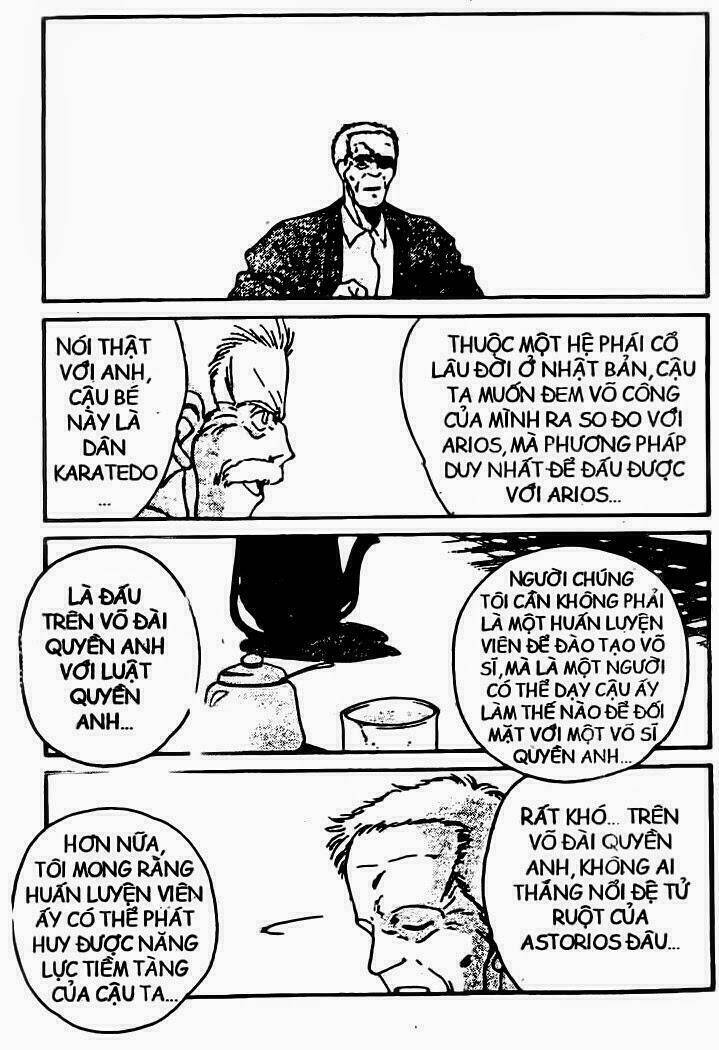 NÓI THẬT
VỚI ANH,
CẬU BÉ
NÀY LÀ
DÂN
KARATEDO
...
THUỘC MỘT HỆ PHÁI CỔ
LÂU ĐỜI Ở NHẬT BẢN, CẬU
TA MUỐN ĐEM VÕ CÔNG
CỦA MÌNH RA SO ĐO VỚI
ARIOS, MÀ PHƯƠNG PHÁP
DUY NHẤT ĐỂ ĐẤU ĐƯỢC
VỚI ARIOS...
LÀ ĐẤU
TRÊN VÕ ĐÀI
QUYỀN ANH
VỚI LUẬT
QUYỀN
ANH...
NGƯỜI CHÚNG
TÔI CẦN KHÔNG PHẢI
LÀ MỘT HUẤN LUYỆN
VIÊN ĐỂ ĐÀO TẠO VÕ
SĨ, MÀ LÀ MỘT NGƯỜI
CÓ THỂ DẠY CẬU ẤY
LÀM THẾ NÀO ĐỂ ĐỐI
MẶT VỚI MỘT VÕ SĨ
QUYỀN ANH...
HƠN NỮA,
TÔI MONG RẰNG
HUẤN LUYỆN VIÊN
ẤY CÓ THỂ PHÁT
HUY ĐƯỢC NĂNG
LỰC TIỀM TÀNG
CỦA CẬU TA...
RẤT KHÓ... TRÊN
VÕ ĐÀI QUYỀN
ANH, KHÔNG AI
THẮNG NỔI ĐỆ TỬ
RUỘT CỦA
ASTORIOS ĐÂU...